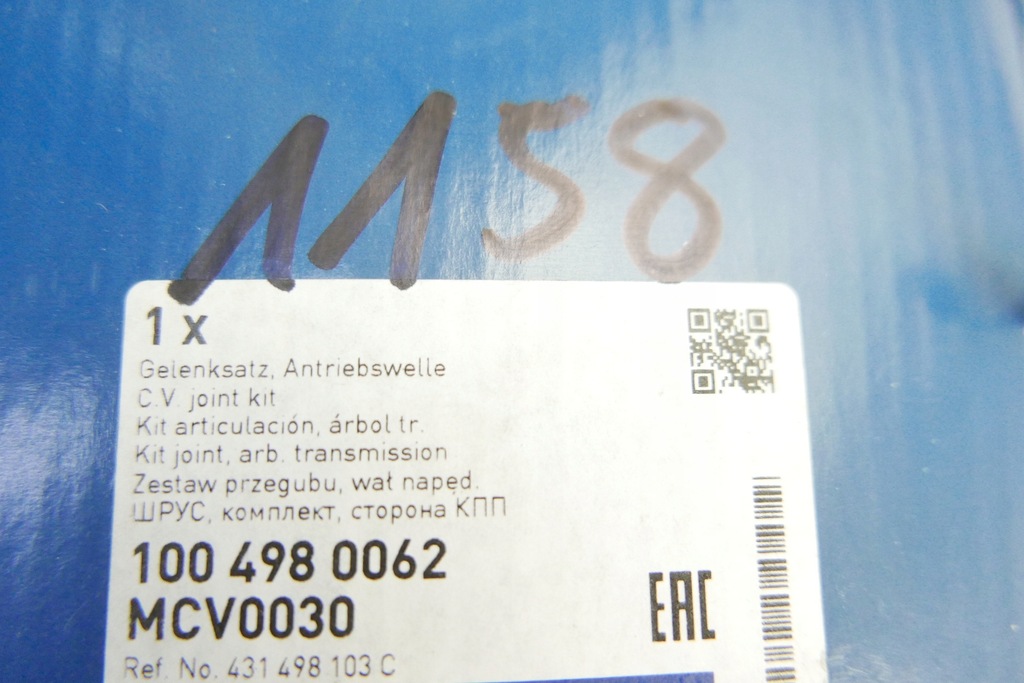 1158
1 x
Gelenksatz, Antriebswelle
C.V. joint kit
Kit articulación, árbol tr.
Kit joint, arb. transmission
Zestaw przegubu, wał napęd.
ШРУС, комплект, сторона КПП
100 498 0062
MCV0030
EAC
Ref. No. 431 498 103 C